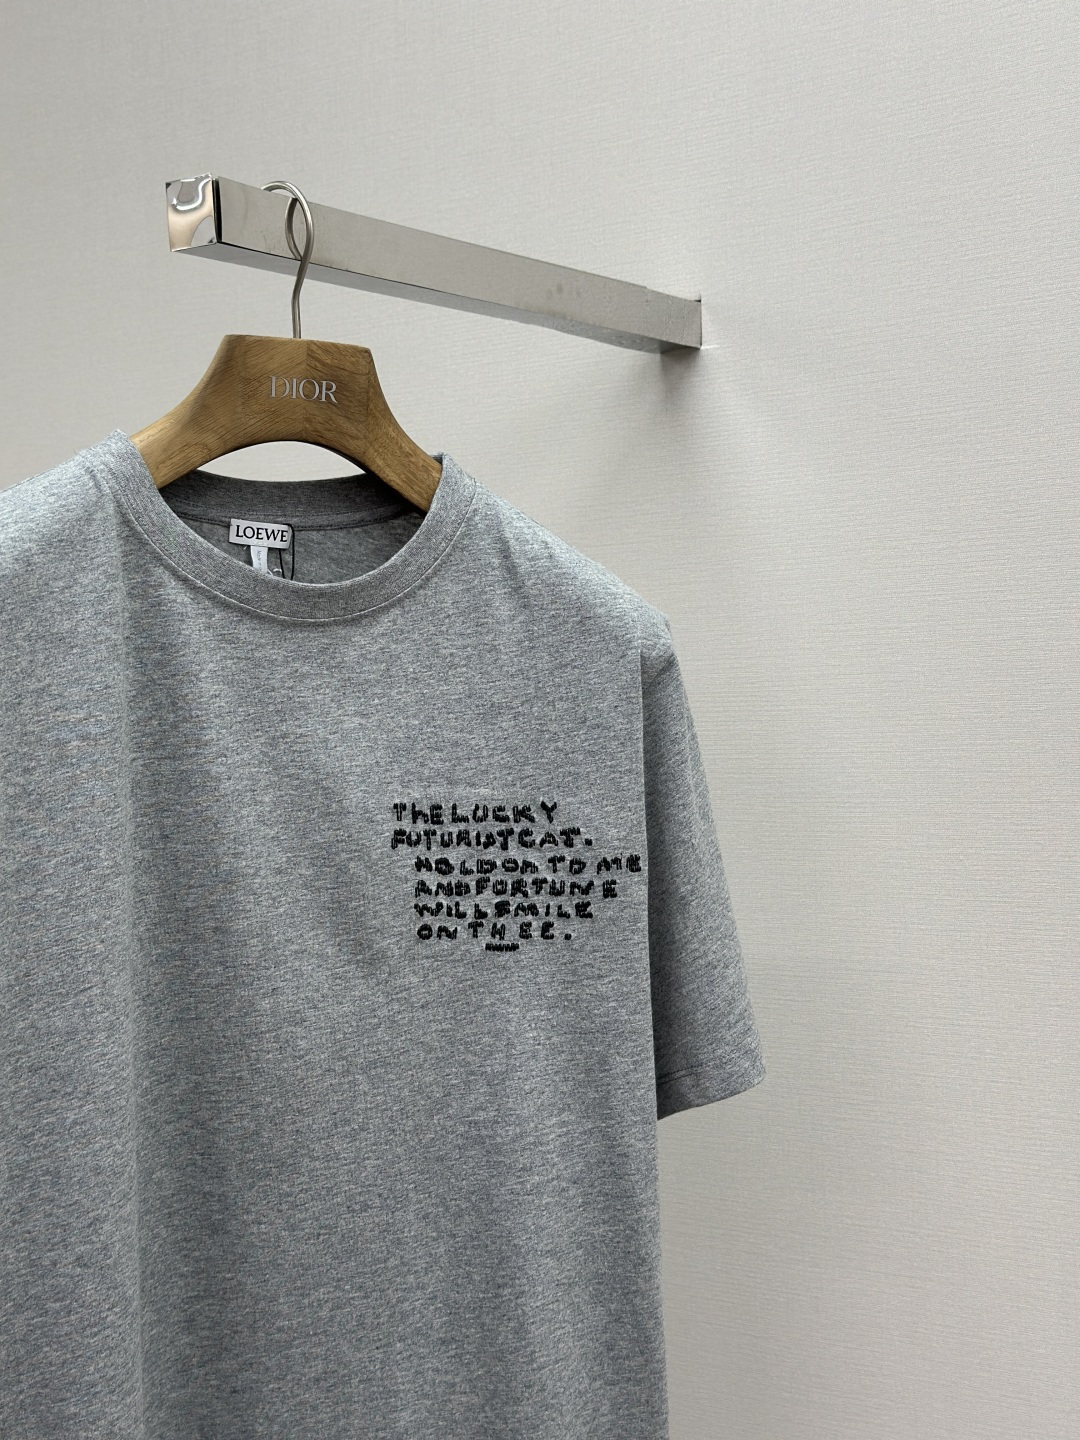 DIOR
LOEWE
ThE LUCKY
FUTURIST CAT.
HOLD ON TO ME
AND FORTUNE
WILL SMILE
ON THEE.